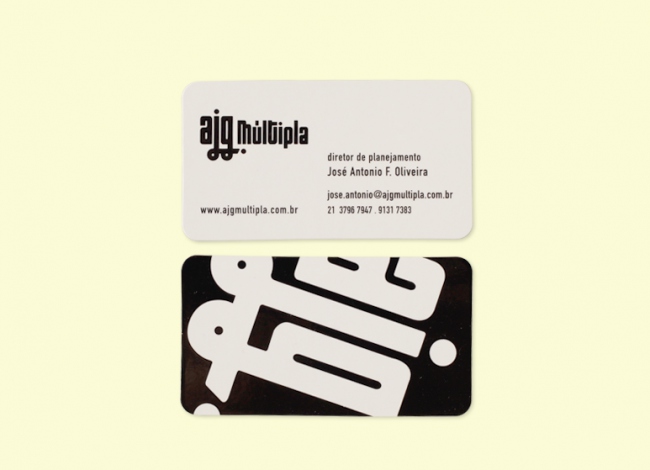 ajg múltipla
diretor de planejamento
José Antonio F. Oliveira
jose.antonio@ajgmultipla.com.br
www.ajgmultipla.com.br
21 3796 7947 . 9131 7383